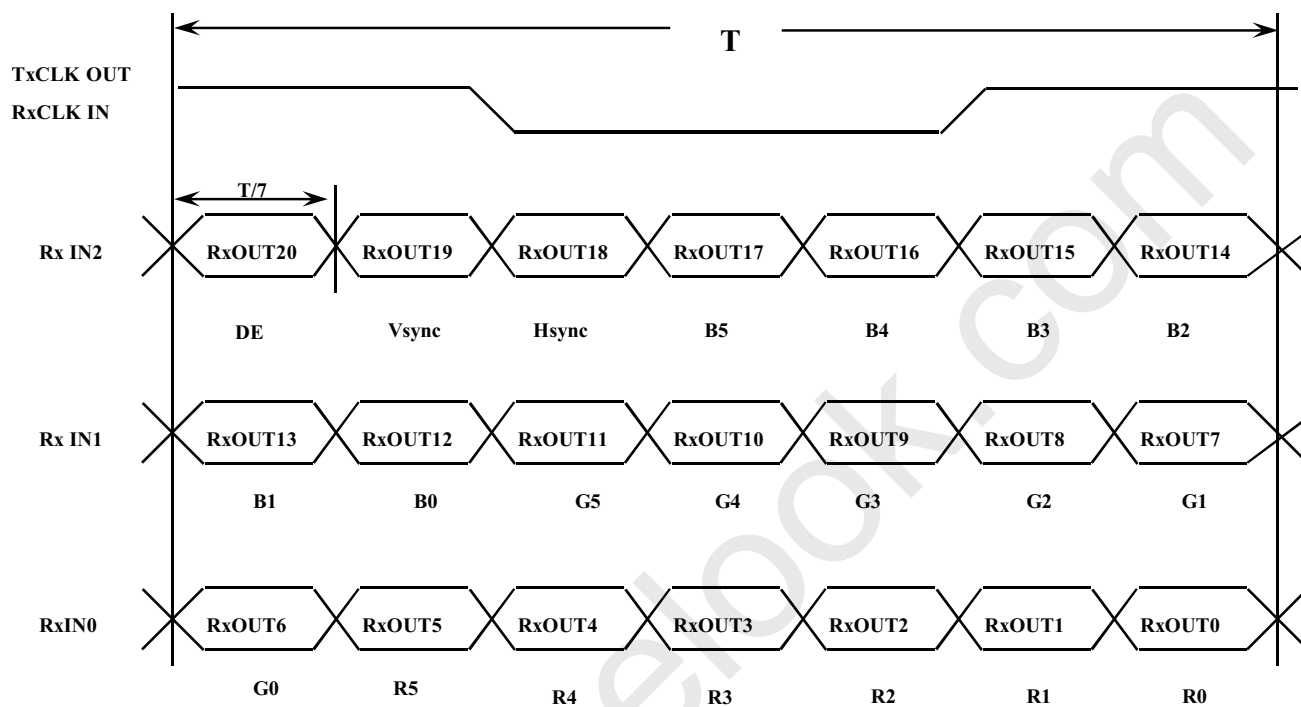 T
TxCLK OUT
RxCLK IN
T/7
Rx IN2
RxOUT20 RxOUT19 RxOUT18 RxOUT17 RxOUT16 RxOUT15 RxOUT14
DE Vsync Hsync B5 B4 B3 B2
Rx IN1
RxOUT13 RxOUT12 RxOUT11 RxOUT10 RxOUT9 RxOUT8 RxOUT7
B1 B0 G5 G4 G3 G2 G1
RxIN0
RxOUT6 RxOUT5 RxOUT4 RxOUT3 RxOUT2 RxOUT1 RxOUT0
G0 R5 R4 R3 R2 R1 R0
elook.com